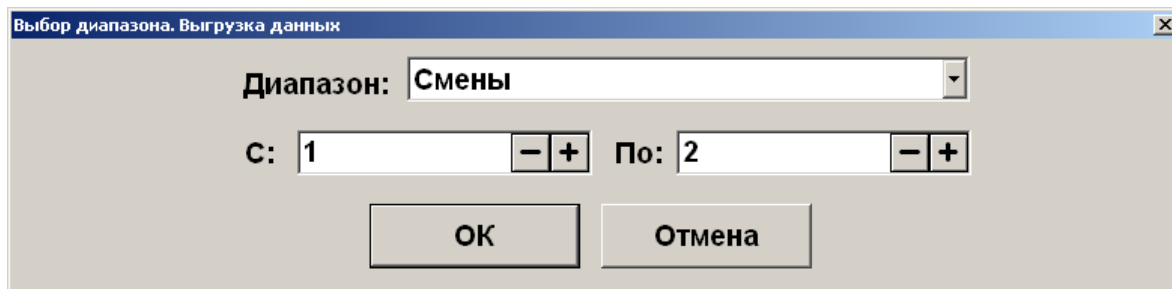 Выбор диапазона. Выгрузка данных
Диапазон: Смены
С: 1 По: 2
ОК Отмена